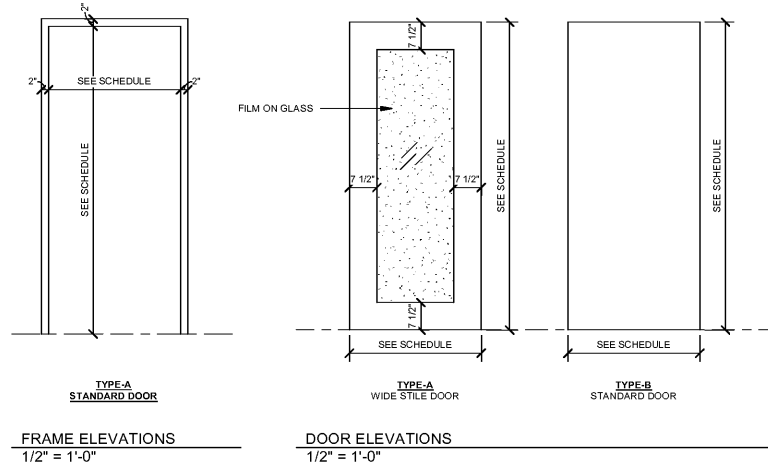 2"
2"
SEE SCHEDULE
2"
SEE SCHEDULE
TYPE-A
STANDARD DOOR
FRAME ELEVATIONS
1/2" = 1'-0"
7 1/2"
FILM ON GLASS
7 1/2"
7 1/2"
7 1/2"
SEE SCHEDULE
SEE SCHEDULE
TYPE-A
WIDE STILE DOOR
SEE SCHEDULE
SEE SCHEDULE
TYPE-B
STANDARD DOOR
DOOR ELEVATIONS
1/2" = 1'-0"